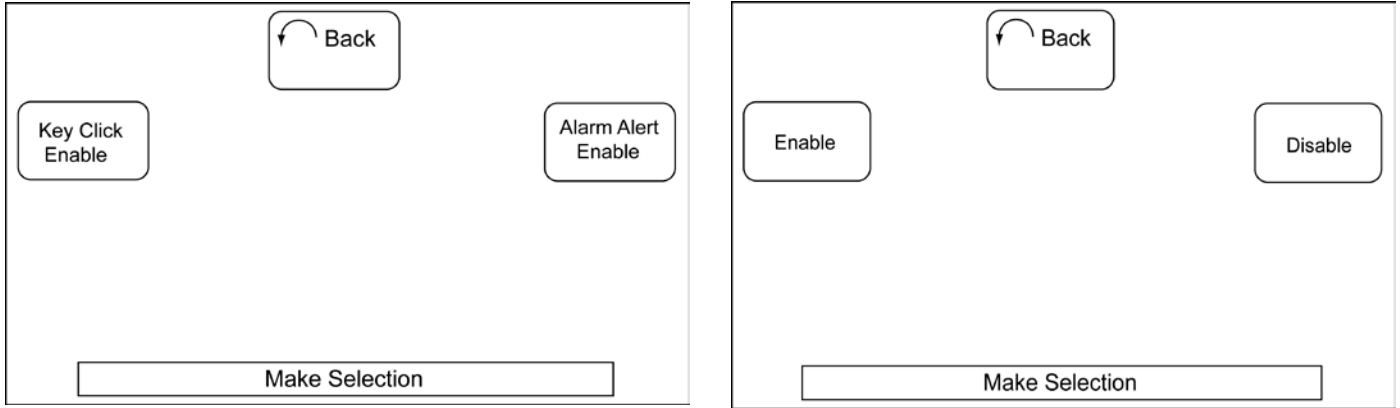 Back
Key Click
Enable
Alarm Alert
Enable
Make Selection
Back
Enable
Disable
Make Selection